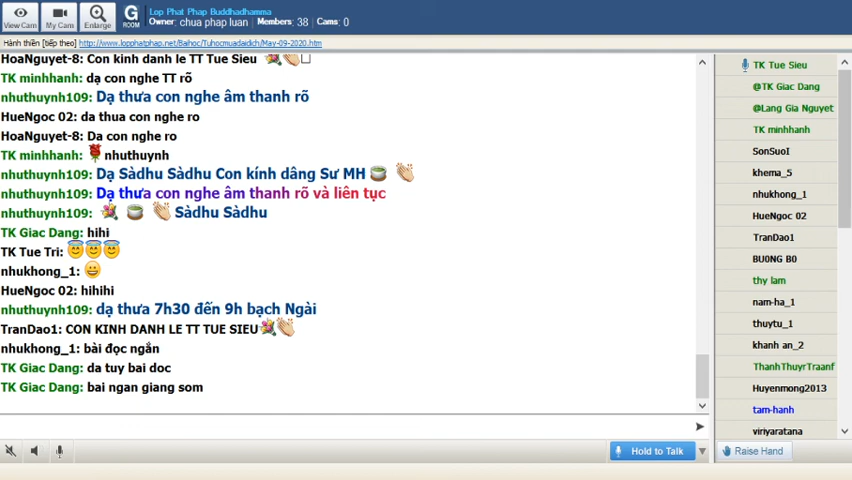 Lop Phat Phap Buddhadhamma
Owner: chua phap luan Members: 38 Cams: 0
View Cam
My Cam
Enlarge
G
ROOM
Hành thiền [tiếp theo] http://www.lopphatphap.net/Baihoc/Tuhocmuadaidich/May-09-2020.htm
HoaNguyet-8: Con kinh danh le TT Tue Sieu
TK minhhanh: dạ con nghe TT rõ
nhuthuynh109: Dạ thưa con nghe âm thanh rõ
HueNgoc 02: da thua con nghe ro
HoaNguyet-8: Da con nghe ro
TK minhhanh: nhuthuynh
nhuthuynh109: Dạ Sàdhu Sàdhu Con kính dâng Sư MH
nhuthuynh109: Dạ thưa con nghe âm thanh rõ và liên tục
nhuthuynh109: Sàdhu Sàdhu
TK Giac Dang: hihi
TK Tue Tri:
nhukhong_1:
HueNgoc 02: hihihi
nhuthuynh109: dạ thưa 7h30 đến 9h bạch Ngài
TranDao1: CON KINH DANH LE TT TUE SIEU
nhukhong_1: bài đọc ngắn
TK Giac Dang: da tuy bai doc
TK Giac Dang: bai ngan giang som
TK Tue Sieu
@TK Giac Dang
@Lang Gia Nguyet
TK minhhanh
SonSuoI
khema_5
nhukhong_1
HueNgoc 02
TranDao1
BU0NG B0
thy lam
nam-ha_1
thuytu_1
khanh an_2
ThanhThuyrTraanf
Huyenmong2013
tam-hanh
viriyaratana
Hold to Talk
Raise Hand